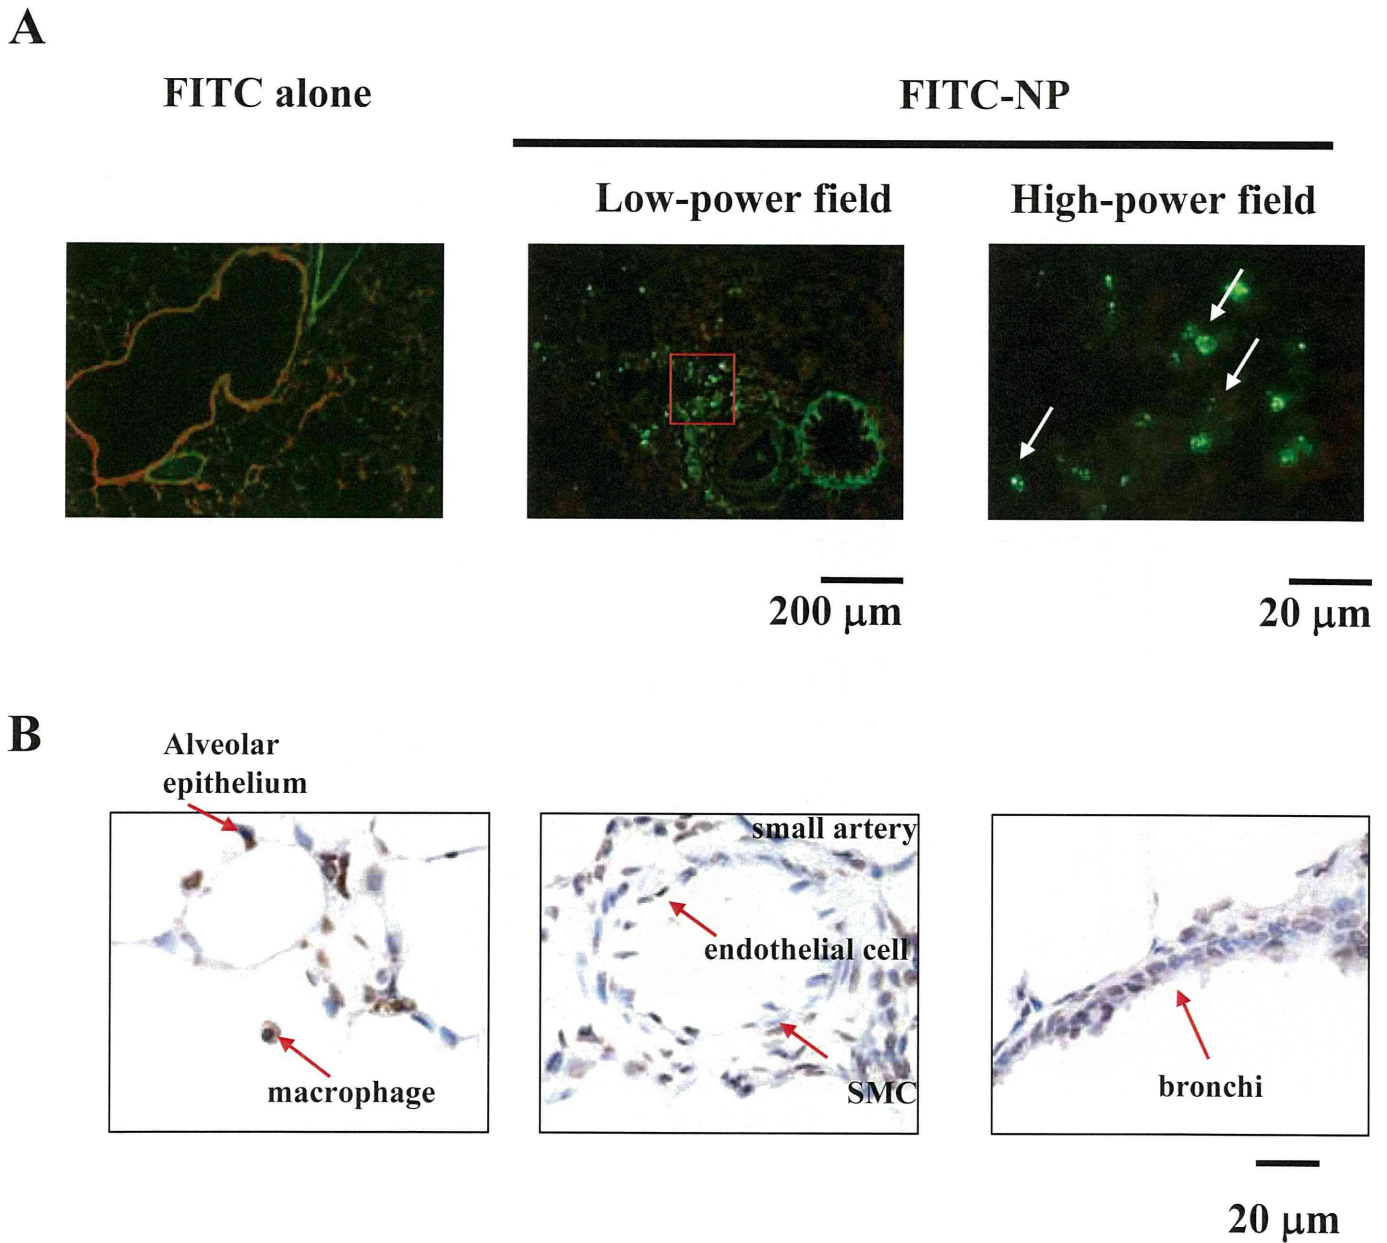 A
FITC alone
FITC-NP
Low-power field
High-power field
200 μm
20 μm
B
Alveolar
epithelium
small artery
endothelial cell
macrophage
SMC
bronchi
20 μm